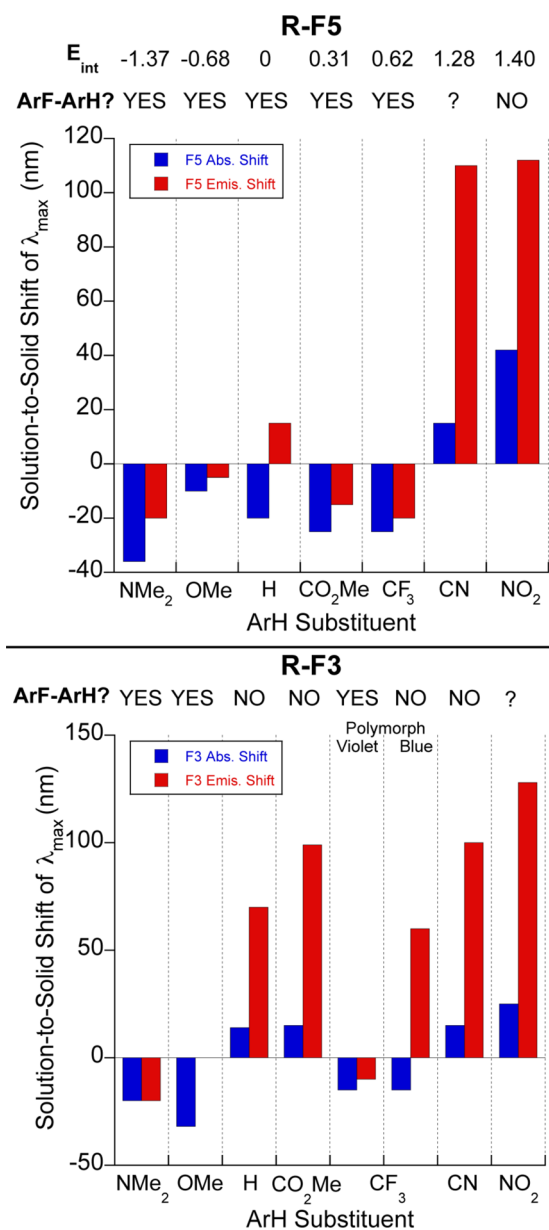 R-F5
E_int -1.37 -0.68 0 0.31 0.62 1.28 1.40
ArF-ArH? YES YES YES YES YES ? NO
120
100
80
60
40
20
0
-20
-40
Solution-to-Solid Shift of λ_max (nm)
F5 Abs. Shift
F5 Emis. Shift
NMe₂ OMe H CO₂Me CF₃ CN NO₂
ArH Substituent
R-F3
ArF-ArH? YES YES NO NO YES NO NO ?
Polymorph
Violet Blue
150
100
50
0
-50
Solution-to-Solid Shift of λ_max (nm)
F3 Abs. Shift
F3 Emis. Shift
NMe₂ OMe H CO₂Me CF₃ CN NO₂
ArH Substituent